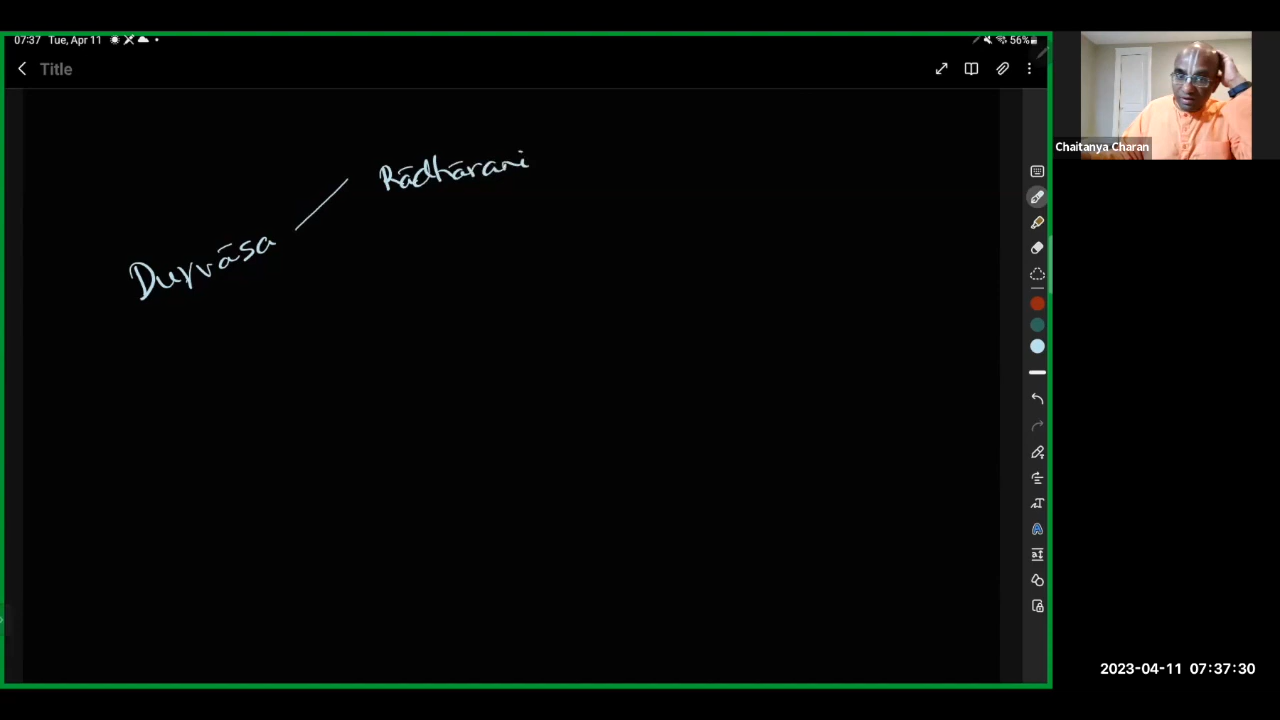 07:37 Tue, Apr 11
56%
Title
Rādhārani
Durvāsa
Chaitanya Charan
2023-04-11 07:37:30